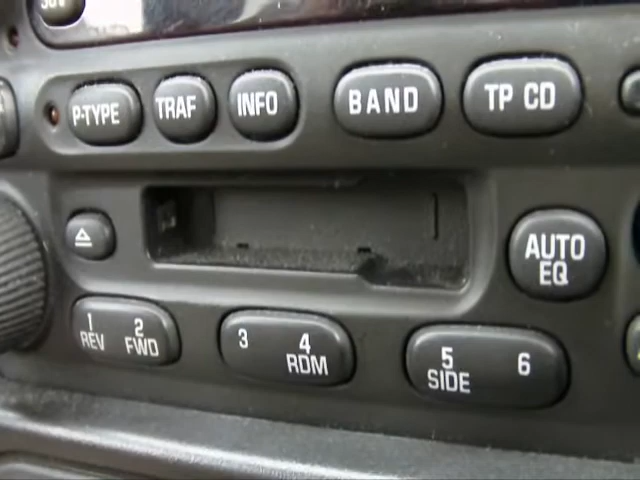 P-TYPE TRAF INFO BAND TP CD
AUTO
EQ
1 2 3 4 5 6
REV FWD RDM SIDE